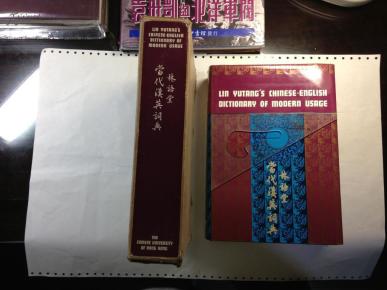 LIN YUTANG'S CHINESE-ENGLISH
DICTIONARY OF MODERN USAGE
林語堂
當代漢英詞典
THE
CHINESE UNIVERSITY
OF HONG KONG
LIN YUTANG'S CHINESE-ENGLISH
DICTIONARY OF MODERN USAGE
林語堂
當代漢英詞典